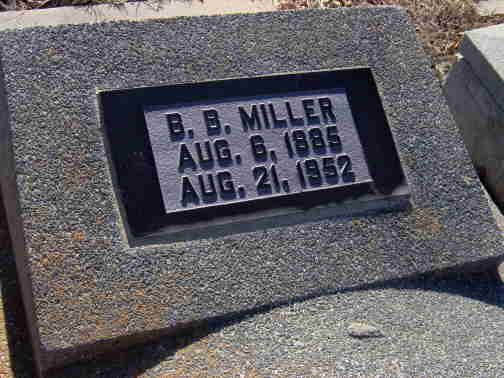 B. B. MILLER
AUG. 6, 1885
AUG. 21, 1952